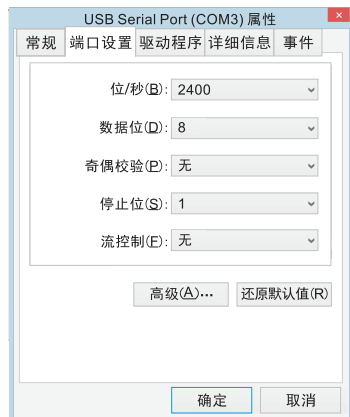 USB Serial Port (COM3) 属性
常规 端口设置 驱动程序 详细信息 事件
位/秒(B): 2400
数据位(D): 8
奇偶校验(P): 无
停止位(S): 1
流控制(F): 无
高级(A)... 还原默认值(R)
确定 取消